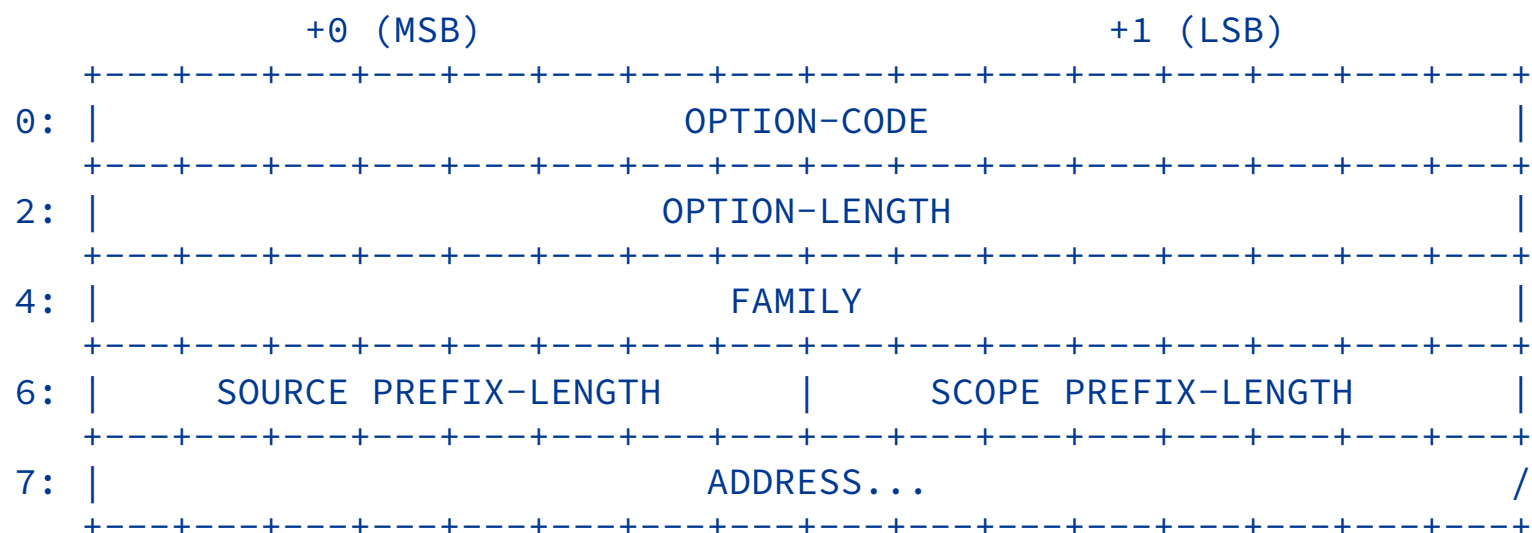 +0 (MSB) +1 (LSB)
+---+---+---+---+---+---+---+---+---+---+---+---+---+---+---+---+
0: | OPTION-CODE |
+---+---+---+---+---+---+---+---+---+---+---+---+---+---+---+---+
2: | OPTION-LENGTH |
+---+---+---+---+---+---+---+---+---+---+---+---+---+---+---+---+
4: | FAMILY |
+---+---+---+---+---+---+---+---+---+---+---+---+---+---+---+---+
6: | SOURCE PREFIX-LENGTH | SCOPE PREFIX-LENGTH |
+---+---+---+---+---+---+---+---+---+---+---+---+---+---+---+---+
7: | ADDRESS... /
+---+---+---+---+---+---+---+---+---+---+---+---+---+---+---+---+